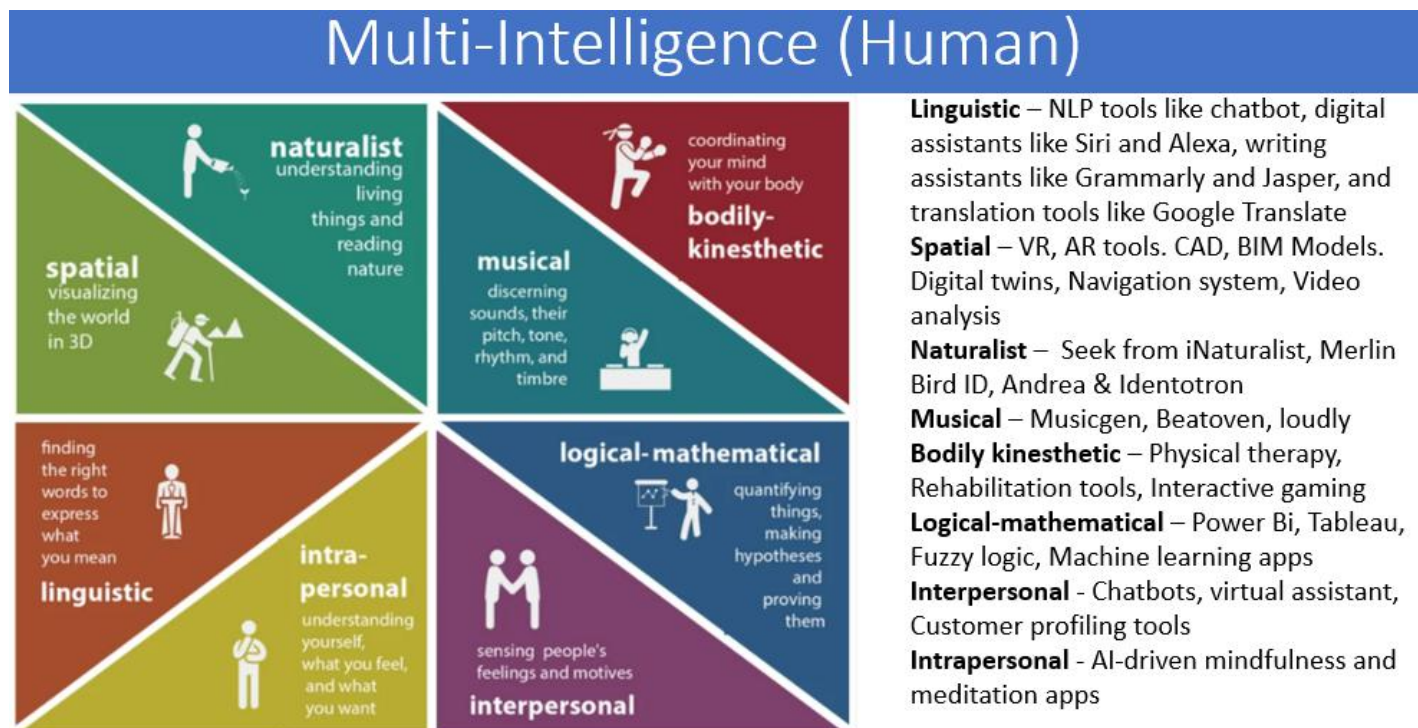 Multi-Intelligence (Human)
naturalist
understanding
living
things and
reading
nature
spatial
visualizing
the world
in 3D
coordinating
your mind
with your body
bodily-
kinesthetic
musical
discerning
sounds, their
pitch, tone,
rhythm, and
timbre
finding
the right
words to
express
what
you mean
linguistic
intra-
personal
understanding
yourself,
what you feel,
and what
you want
logical-mathematical
quantifying
things,
making
hypotheses
and
proving
them
sensing people's
feelings and motives
interpersonal
Linguistic – NLP tools like chatbot, digital
assistants like Siri and Alexa, writing
assistants like Grammarly and Jasper, and
translation tools like Google Translate
Spatial – VR, AR tools. CAD, BIM Models.
Digital twins, Navigation system, Video
analysis
Naturalist – Seek from iNaturalist, Merlin
Bird ID, Andrea & Identotron
Musical – Musicgen, Beatoven, loudly
Bodily kinesthetic – Physical therapy,
Rehabilitation tools, Interactive gaming
Logical-mathematical – Power Bi, Tableau,
Fuzzy logic, Machine learning apps
Interpersonal - Chatbots, virtual assistant,
Customer profiling tools
Intrapersonal - AI-driven mindfulness and
meditation apps